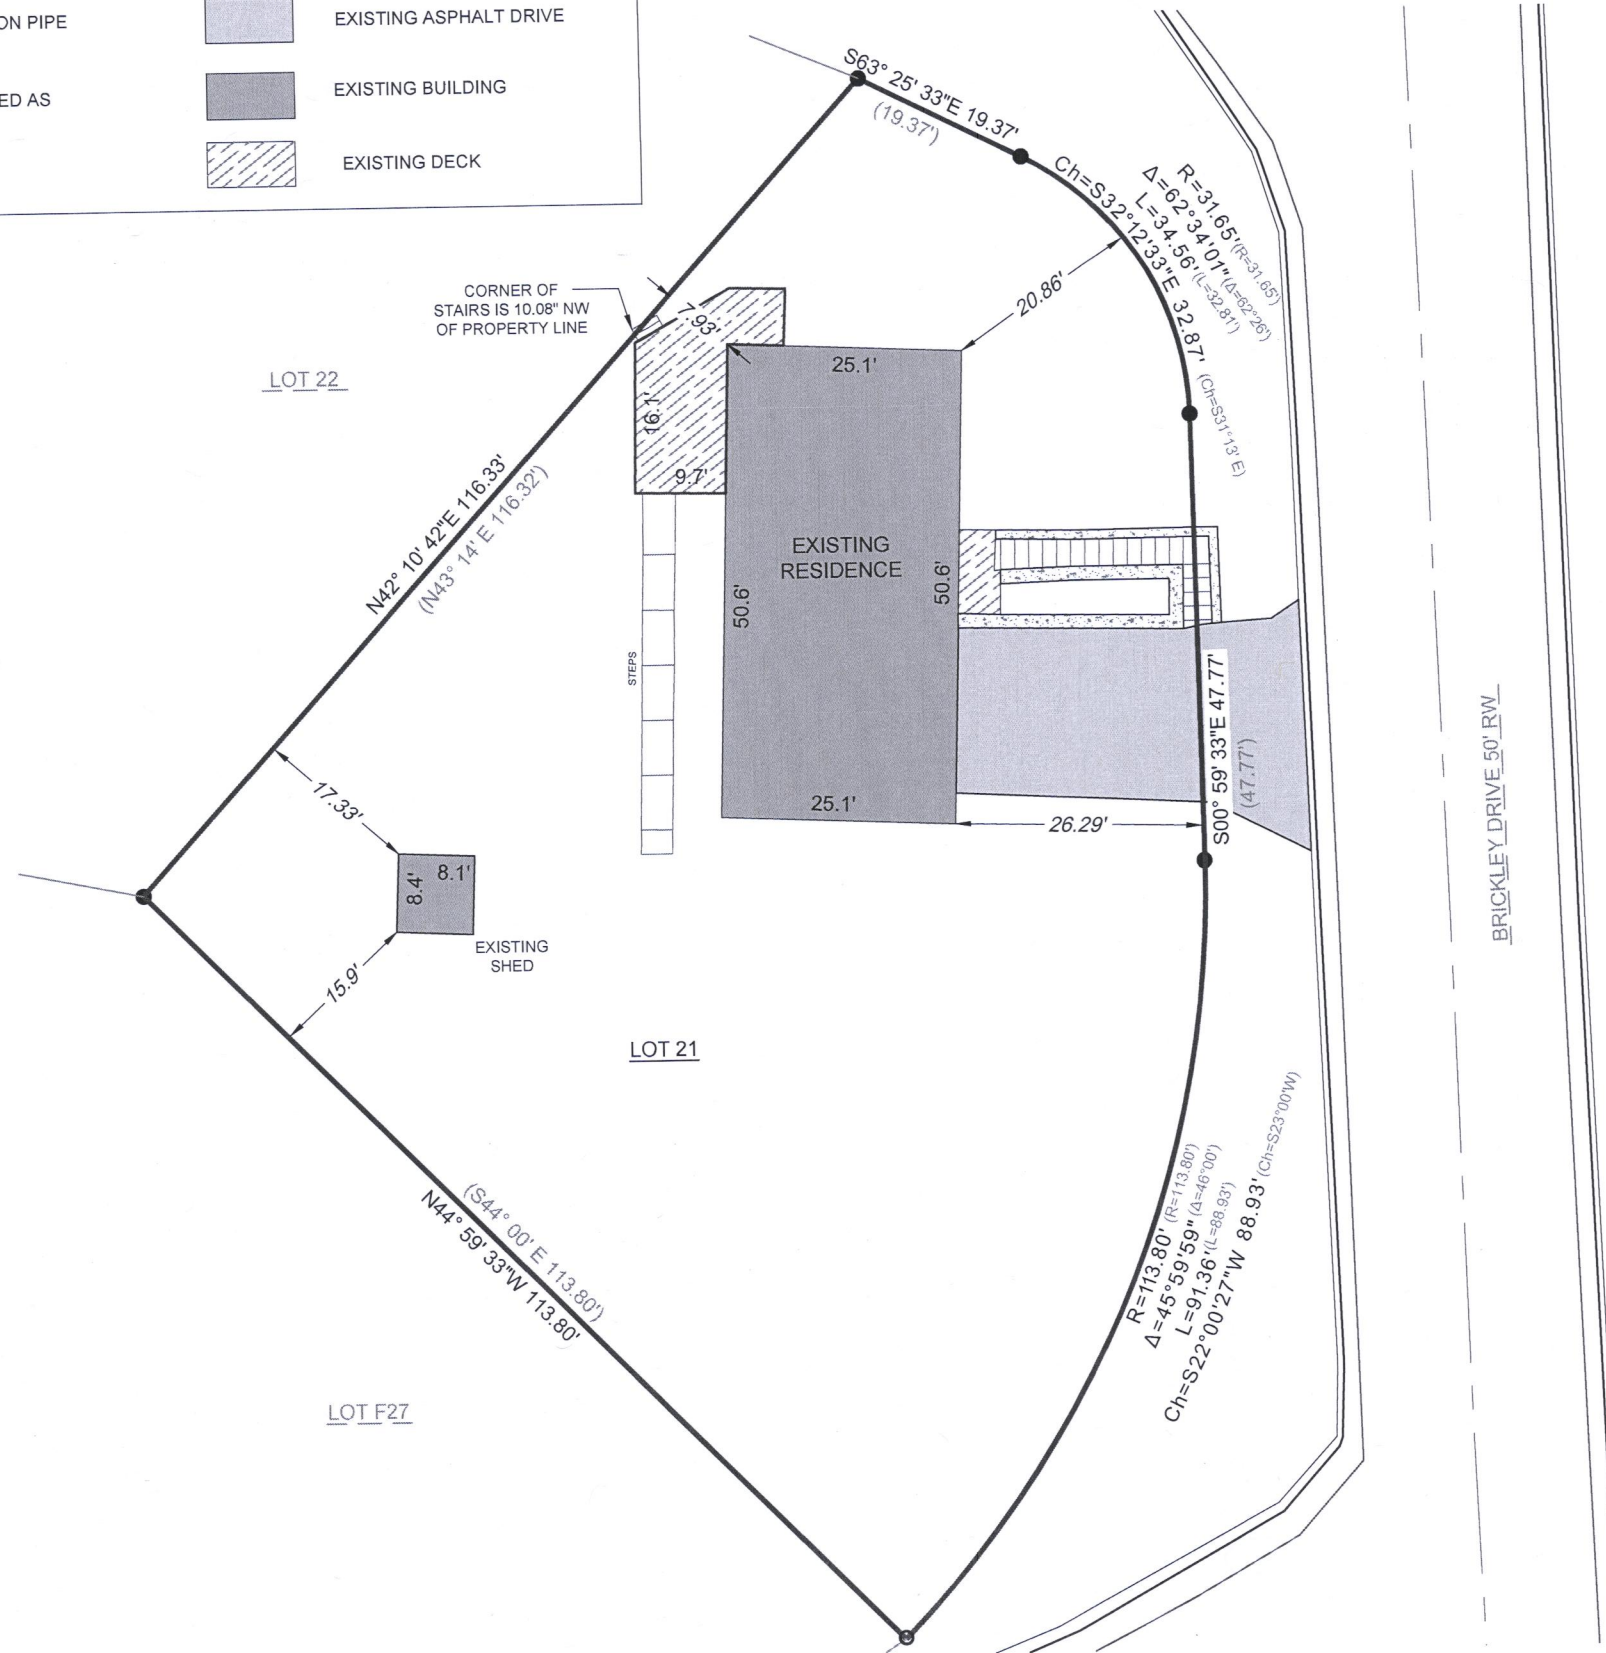 ON PIPE
EXISTING ASPHALT DRIVE
ED AS
EXISTING BUILDING
EXISTING DECK
S63° 25' 33"E 19.37'
(19.37')
Ch=S32°12'33"E 32.87' (Ch=S31°13' E)
R=31.65' (R=31.65')
Δ=62°34'01" (Δ=62°26')
L=34.56' (L=32.81')
CORNER OF
STAIRS IS 10.08" NW
OF PROPERTY LINE
7.93'
20.86'
25.1'
LOT 22
16.1'
9.7'
N42° 10' 42"E 116.33'
(N43° 14' E 116.32')
EXISTING
RESIDENCE
50.6'
50.6'
STEPS
S00° 59' 33"E 47.77'
(47.77')
BRICKLEY DRIVE 50' RW
25.1'
26.29'
17.33'
8.1'
8.4'
EXISTING
SHED
15.9'
LOT 21
R=113.80' (R=113.80')
Δ=45°59'59" (Δ=46°00')
L=91.36' (L=88.93')
Ch=S22°00'27"W 88.93' (Ch=S23°00'W)
(S44° 00' E 113.80')
N44° 59' 33"W 113.80'
LOT F27